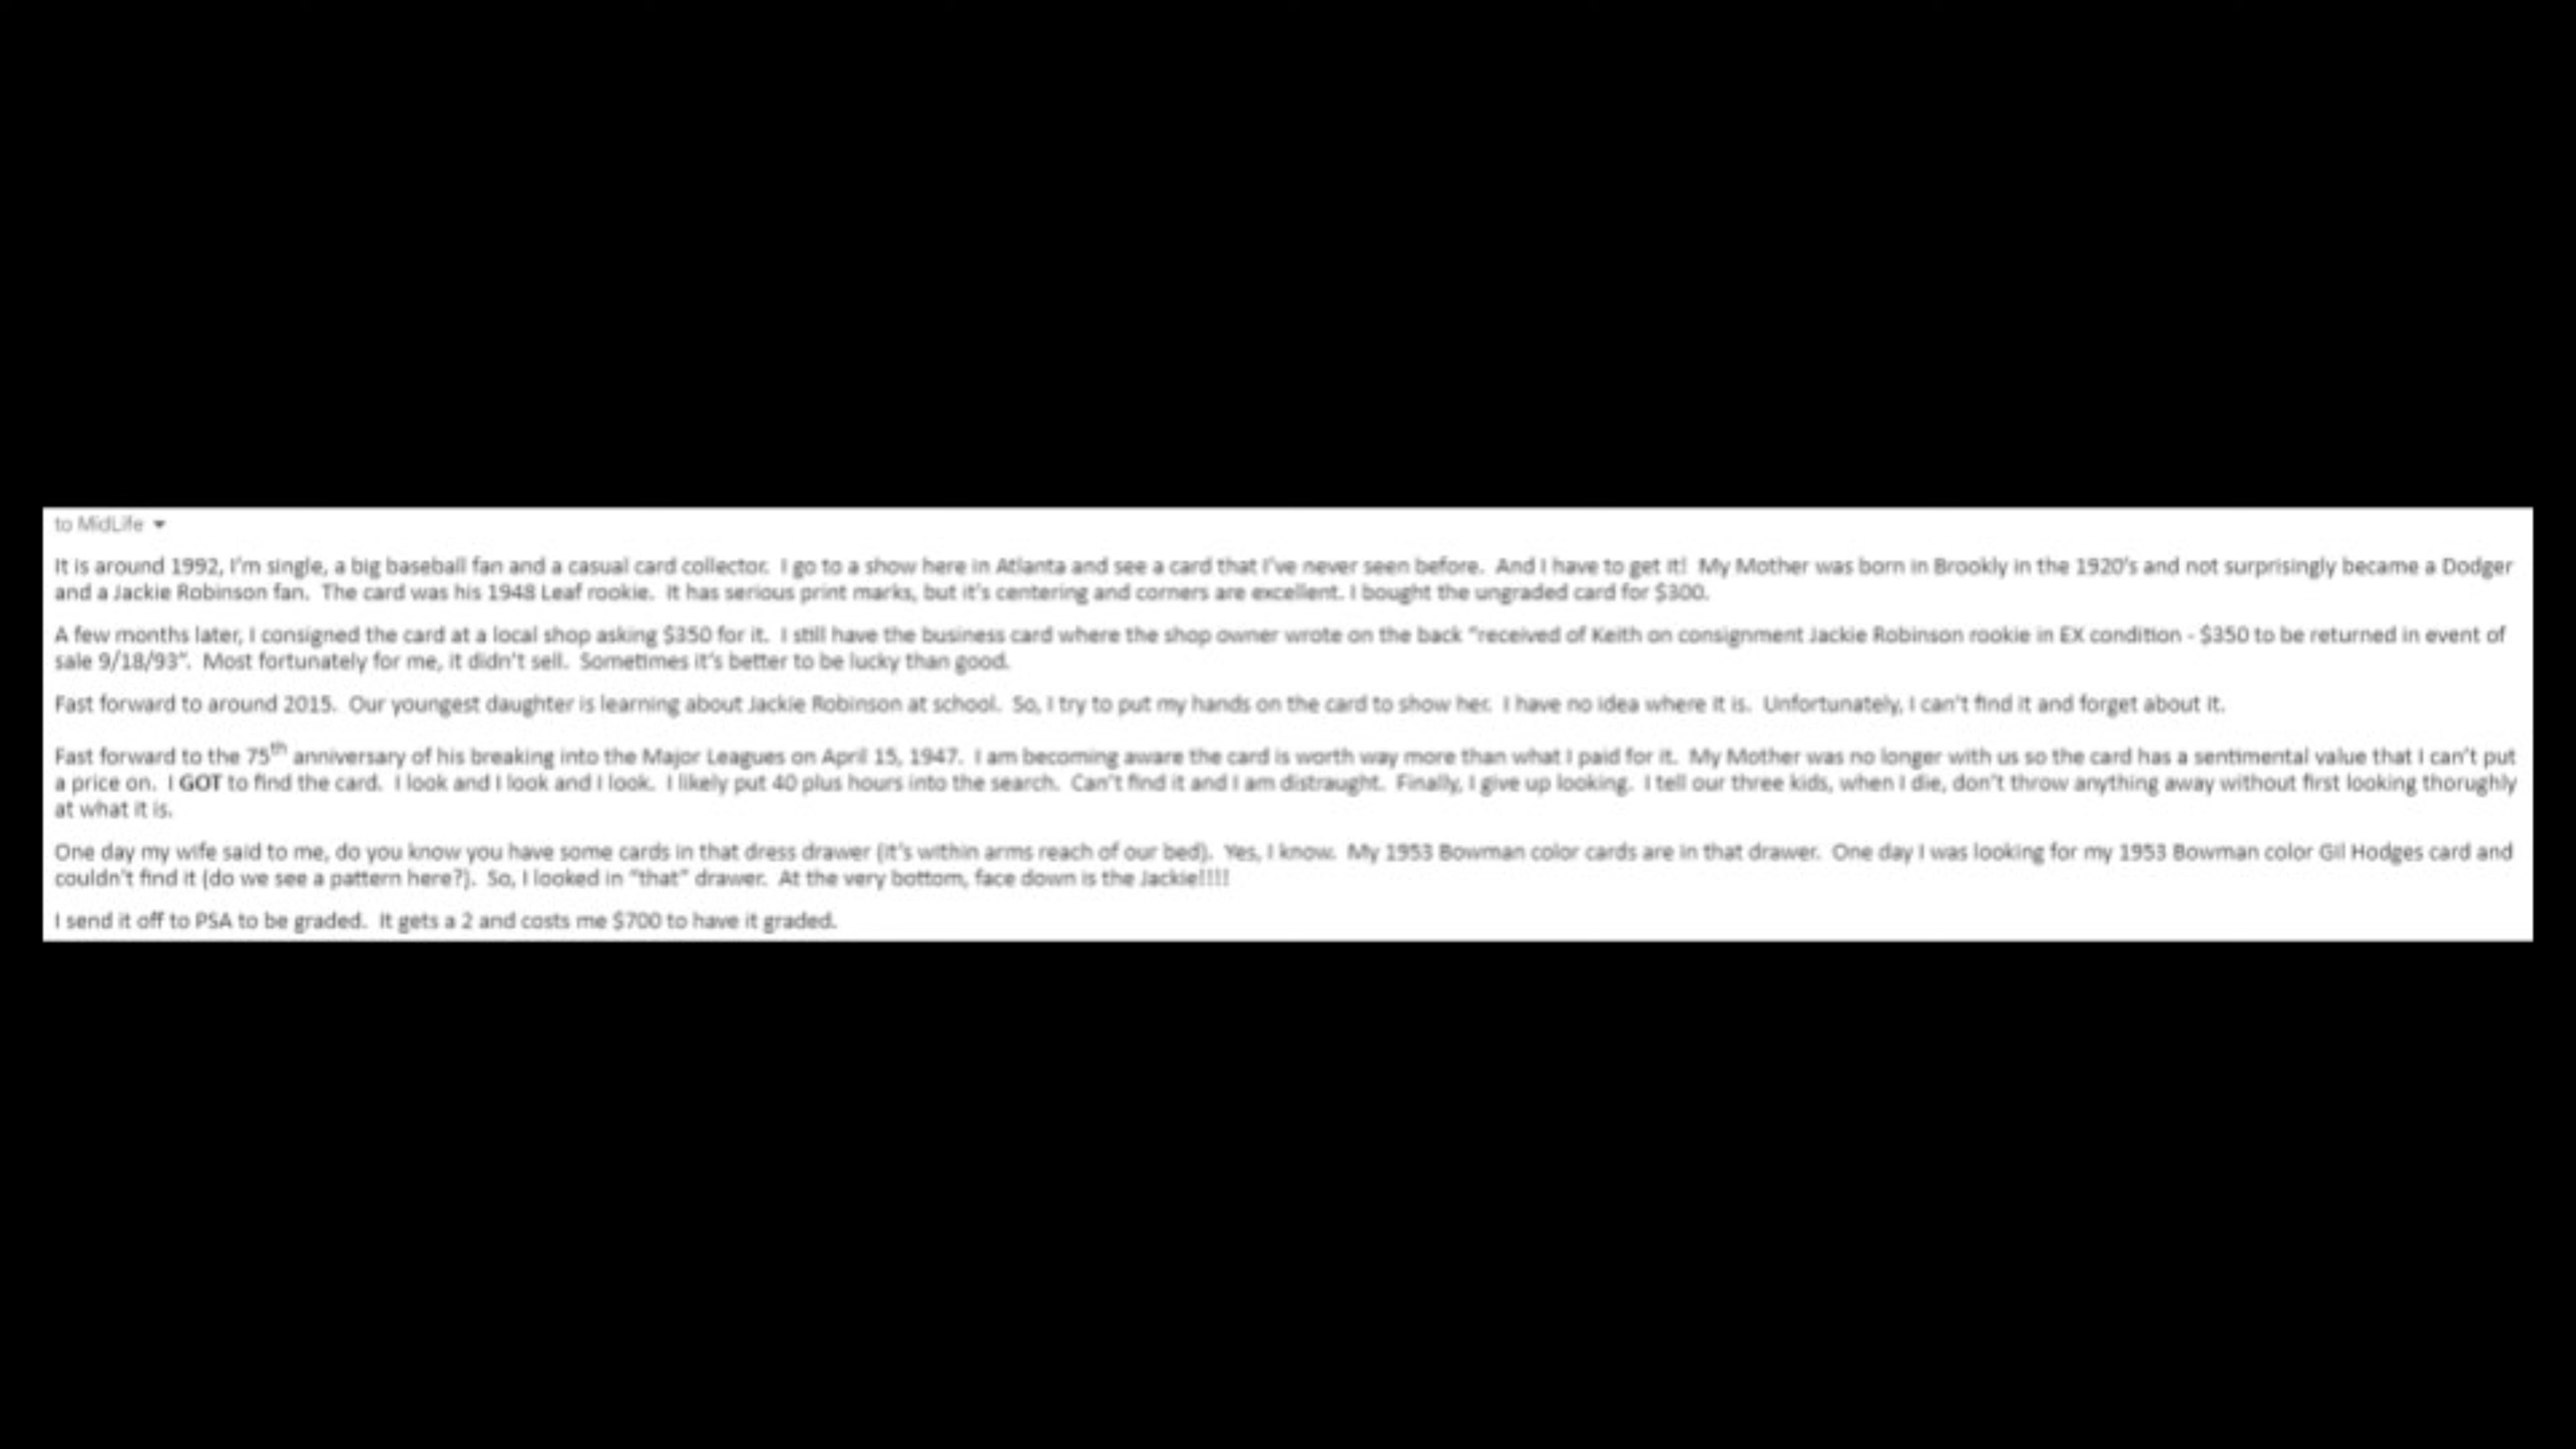 to MidLife
It is around 1992, I'm single, a big baseball fan and a casual card collector. I go to a show here in Atlanta and see a card that I've never seen before. And I have to get it! My Mother was born in Brookly in the 1920's and not surprisingly became a Dodger
and a Jackie Robinson fan. The card was his 1948 Leaf rookie. It has serious print marks, but it's centering and corners are excellent. I bought the ungraded card for $300.
A few months later, I consigned the card at a local shop asking $350 for it. I still have the business card where the shop owner wrote on the back "received of Keith on consignment Jackie Robinson rookie in EX condition - $350 to be returned in event of
sale 9/18/93". Most fortunately for me, it didn't sell. Sometimes it's better to be lucky than good.
Fast forward to around 2015. Our youngest daughter is learning about Jackie Robinson at school. So, I try to put my hands on the card to show her. I have no idea where it is. Unfortunately, I can't find it and forget about it.
Fast forward to the 75th anniversary of his breaking into the Major Leagues on April 15, 1947. I am becoming aware the card is worth way more than what I paid for it. My Mother was no longer with us so the card has a sentimental value that I can't put
a price on. I GOT to find the card. I look and I look and I look. I likely put 40 plus hours into the search. Can't find it and I am distraught. Finally, I give up looking. I tell our three kids, when I die, don't throw anything away without first looking thorughly
at what it is.
One day my wife said to me, do you know you have some cards in that dress drawer (it's within arms reach of our bed). Yes, I know. My 1953 Bowman color cards are in that drawer. One day I was looking for my 1953 Bowman color Gil Hodges card and
couldn't find it (do we see a pattern here?). So, I looked in "that" drawer. At the very bottom, face down is the Jackie!!!!
I send it off to PSA to be graded. It gets a 2 and costs me $700 to have it graded.